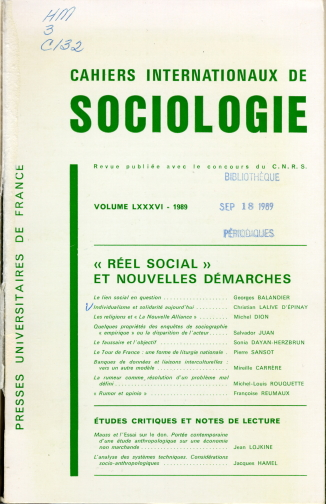 HM
3
C132
CAHIERS INTERNATIONAUX DE
SOCIOLOGIE
Revue publiée avec le concours du C.N.R.S.
BIBLIOTHÈQUE
VOLUME LXXXVI - 1989
SEP 18 1989
PÉRIODIQUES
PRESSES UNIVERSITAIRES DE FRANCE
« RÉEL SOCIAL »
ET NOUVELLES DÉMARCHES
Le lien social en question . . . . . . . . . . Georges BALANDIER
Individualisme et solidarité aujourd'hui . . . . . . . . . . Christian LALIVE D'ÉPINAY
Les religions et « La Nouvelle Alliance » . . . . . . . . . . Michel DION
Quelques propriétés des enquêtes de sociographie
« empirique » ou la disparition de l'acteur . . . . . Salvador JUAN
Le faussaire et l'objectif . . . . . . . . . . Sonia DAYAN-HERZBRUN
Le Tour de France : une forme de liturgie nationale . Pierre SANSOT
Banques de données et liaisons interculturelles :
vers un autre modèle . . . . . . . . . . Mireille CARRÈRE
La rumeur comme résolution d'un problème mal
défini . . . . . . . . . . Michel-Louis ROUQUETTE
« Rumor et opinio » . . . . . . . . . . Françoise REUMAUX
ÉTUDES CRITIQUES ET NOTES DE LECTURE
Mauss et l'Essai sur le don. Portée contemporaine
d'une étude anthropologique sur une économie
non marchande . . . . . . . . . . Jean LOJKINE
L'analyse des systèmes techniques. Considérations
socio-anthropologiques . . . . . . . . . . Jacques HAMEL